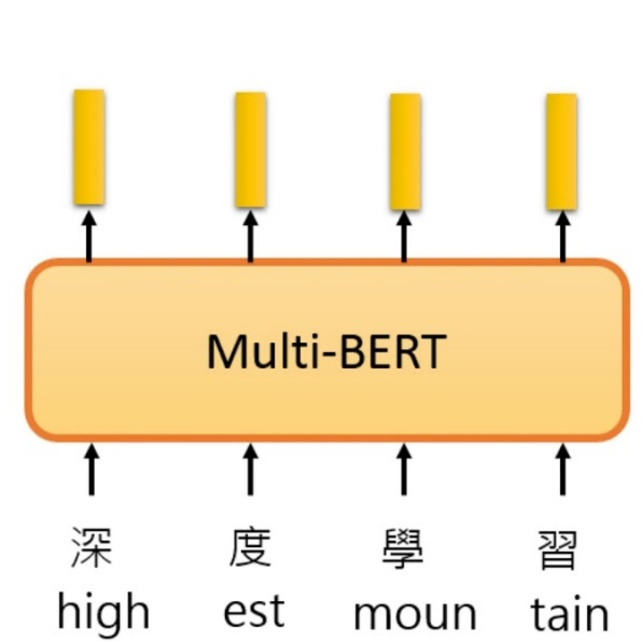 Multi-BERT
深 度 學 習
high est moun tain